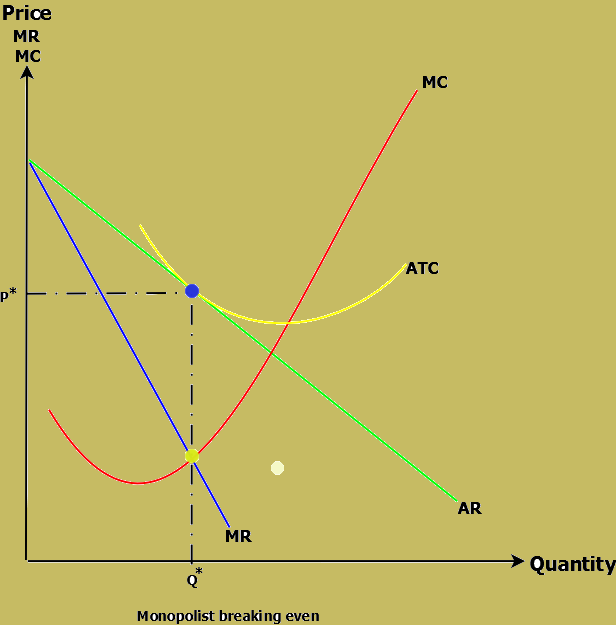 Price
MR
MC
MC
ATC
P*
AR
MR
Quantity
Q*
Monopolist breaking even